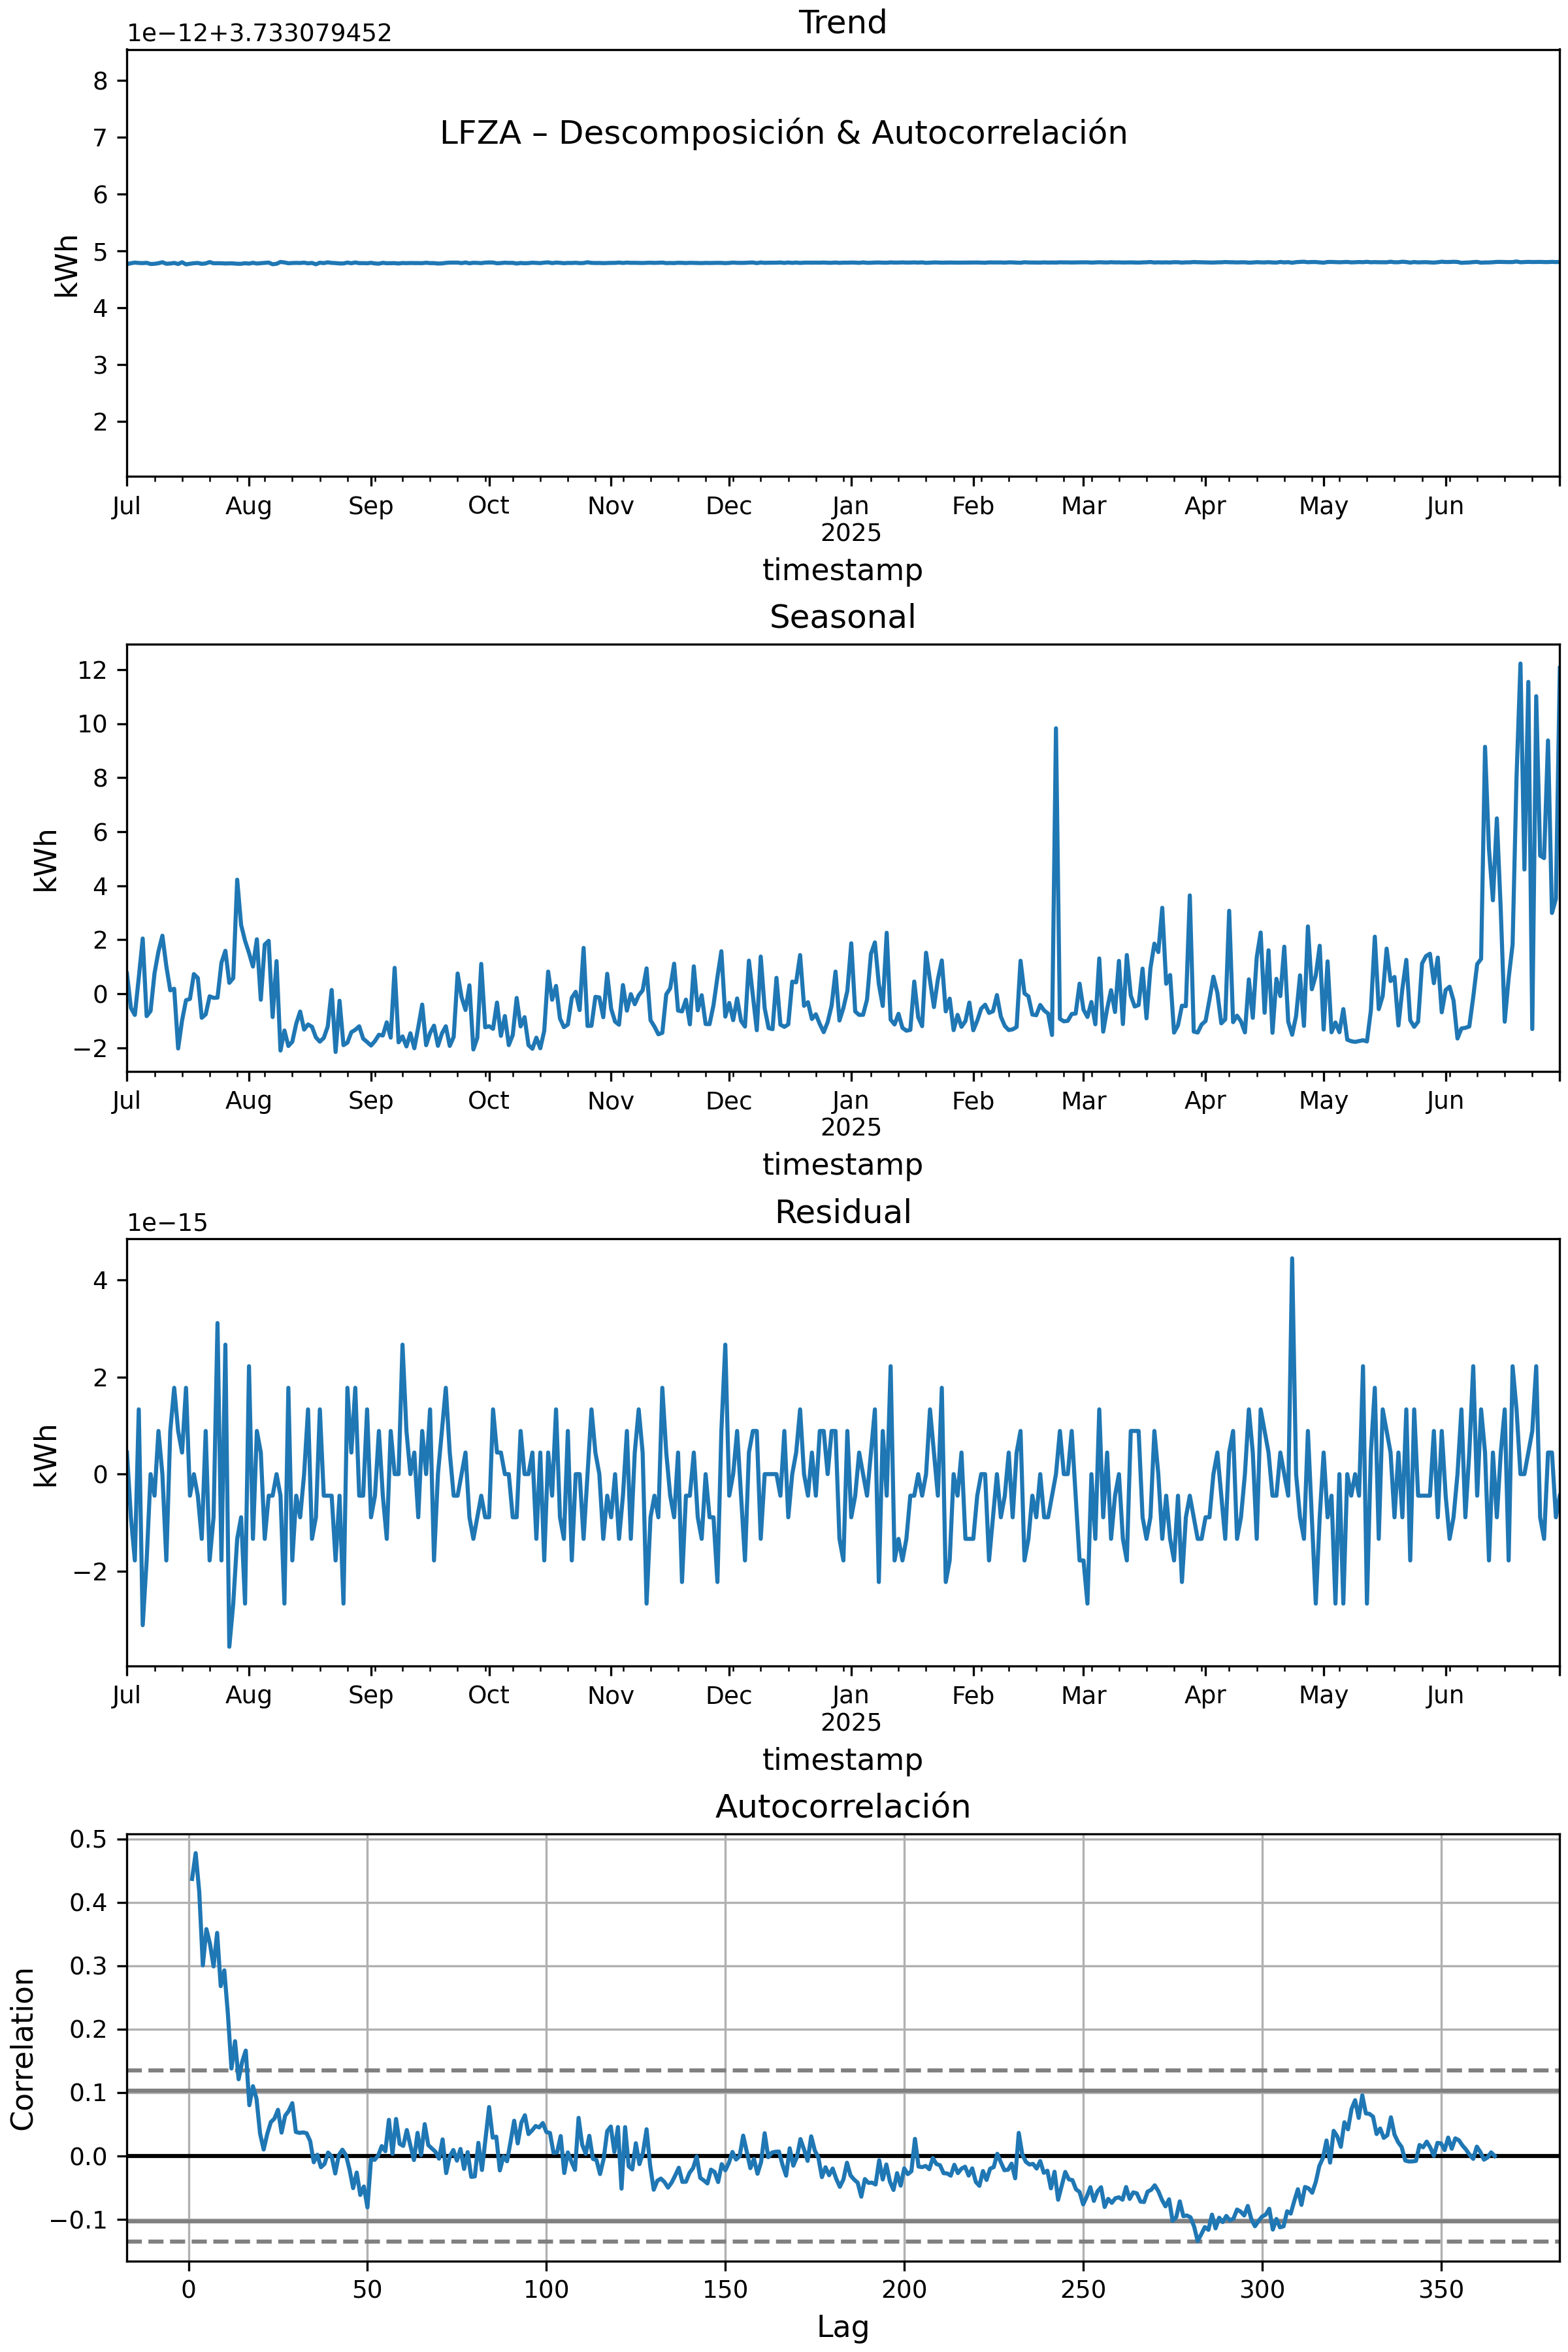 Trend
1e−12+3.733079452
LFZA – Descomposición & Autocorrelación
8
7
6
5
4
3
2
kWh
Jul Aug Sep Oct Nov Dec Jan Feb Mar Apr May Jun
2025
timestamp
Seasonal
12
10
8
6
4
2
0
−2
kWh
Jul Aug Sep Oct Nov Dec Jan Feb Mar Apr May Jun
2025
timestamp
Residual
1e−15
4
2
0
−2
kWh
Jul Aug Sep Oct Nov Dec Jan Feb Mar Apr May Jun
2025
timestamp
Autocorrelación
0.5
0.4
0.3
0.2
0.1
0.0
−0.1
Correlation
0 50 100 150 200 250 300 350
Lag